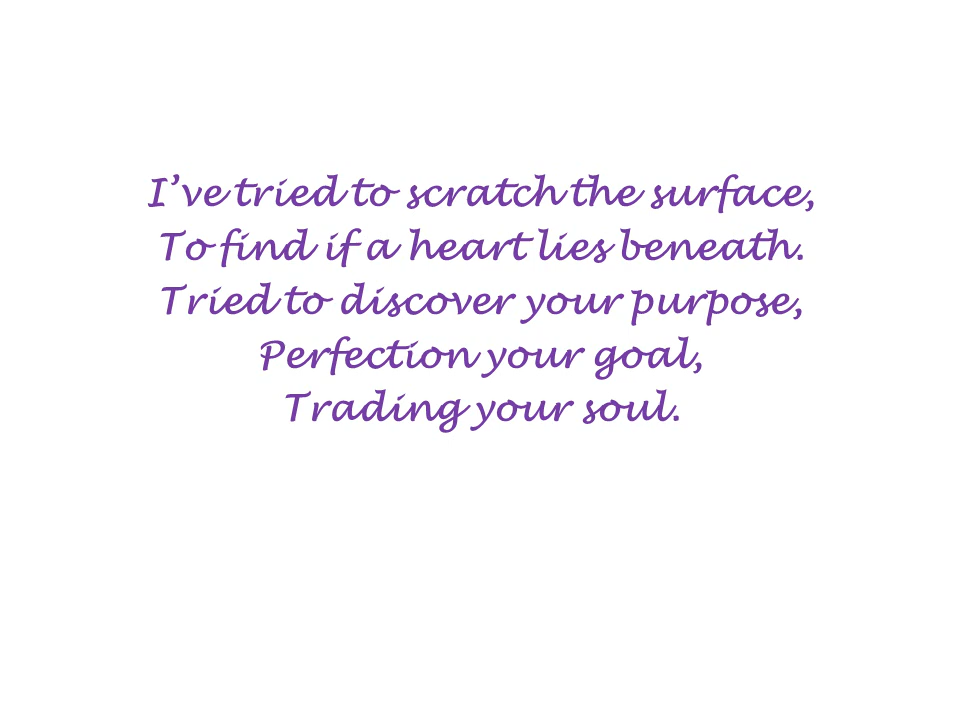 I’ve tried to scratch the surface,
To find if a heart lies beneath.
Tried to discover your purpose,
Perfection your goal,
Trading your soul.